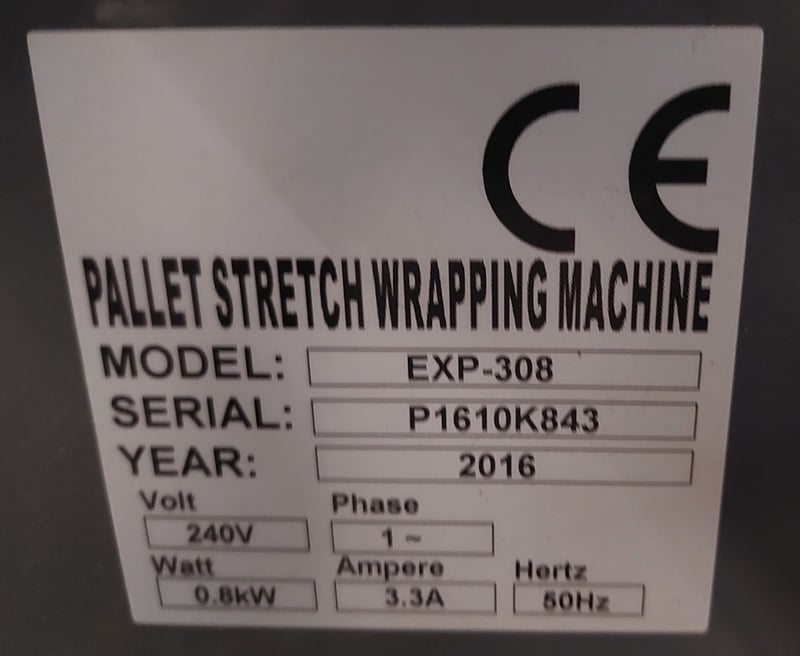 CE
PALLET STRETCH WRAPPING MACHINE
MODEL: EXP-308
SERIAL: P1610K843
YEAR: 2016
Volt Phase
240V 1 ~
Watt Ampere Hertz
0.8kW 3.3A 50Hz